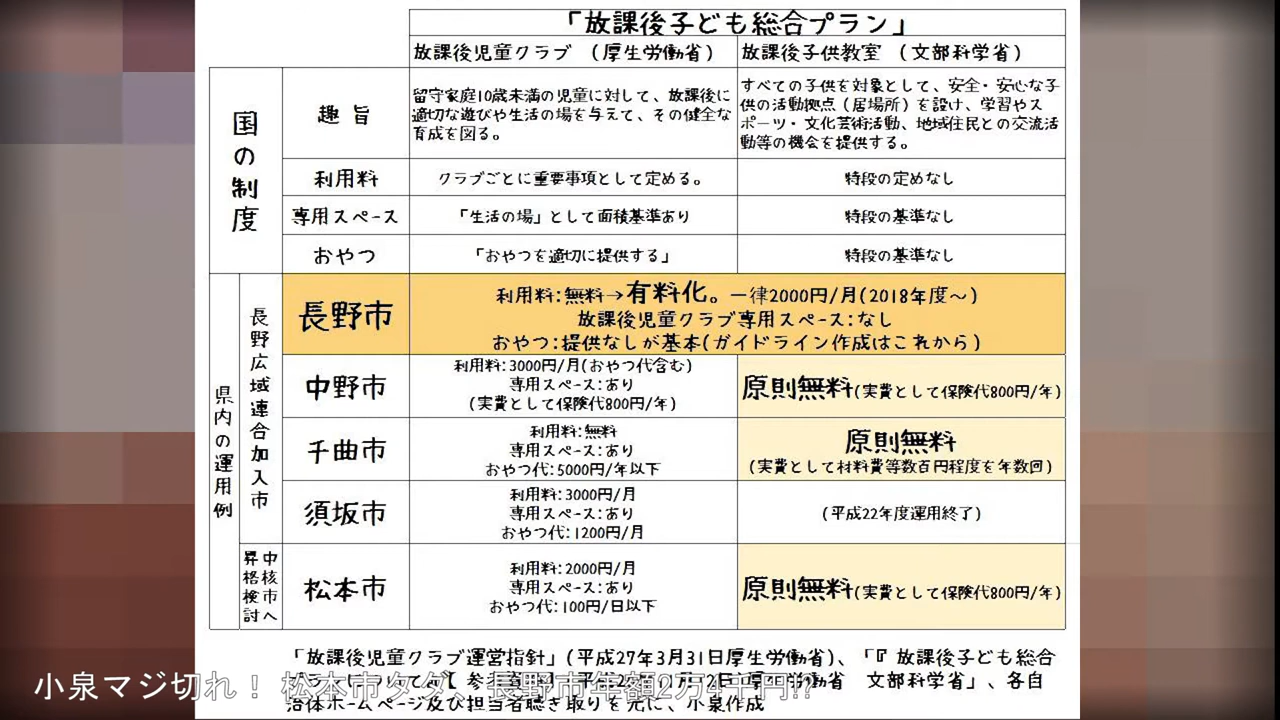 「放課後子ども総合プラン」
放課後児童クラブ (厚生労働省)
放課後子供教室 (文部科学省)
国の制度
趣旨
留守家庭10歳未満の児童に対して、放課後に
適切な遊びや生活の場を与えて、その健全な
育成を図る。
すべての子供を対象として、安全・安心な子
供の活動拠点(居場所)を設け、学習やス
ポーツ・文化芸術活動、地域住民との交流活
動等の機会を提供する。
利用料
クラブごとに重要事項として定める。
特段の定めなし
専用スペース
「生活の場」として面積基準あり
特段の基準なし
おやつ
「おやつを適切に提供する」
特段の基準なし
県内の運用例
長野広域連合加入市
長野市
利用料:無料→有料化。一律2000円/月(2018年度～)
放課後児童クラブ専用スペース:なし
おやつ:提供なしが基本(ガイドライン作成はこれから)
中野市
利用料:3000円/月(おやつ代含む)
専用スペース:あり
(実費として保険代800円/年)
原則無料(実費として保険代800円/年)
千曲市
利用料:無料
専用スペース:あり
おやつ代:5000円/年以下
原則無料
(実費として材料費等数百円程度を年数回)
須坂市
利用料:3000円/月
専用スペース:あり
おやつ代:1200円/月
(平成22年度運用終了)
中核市へ
昇格検討
松本市
利用料:2000円/月
専用スペース:あり
おやつ代:100円/日以下
原則無料(実費として保険代800円/年)
「放課後児童クラブ運営指針」(平成27年3月31日厚生労働省)、「『放課後子ども総合
厚生労働省 文部科学省」、各自
治体ホームページ及び担当者聴き取りを元に、小泉作成
小泉マジ切れ！ 松本市タダ、長野市年額2万4千円!?